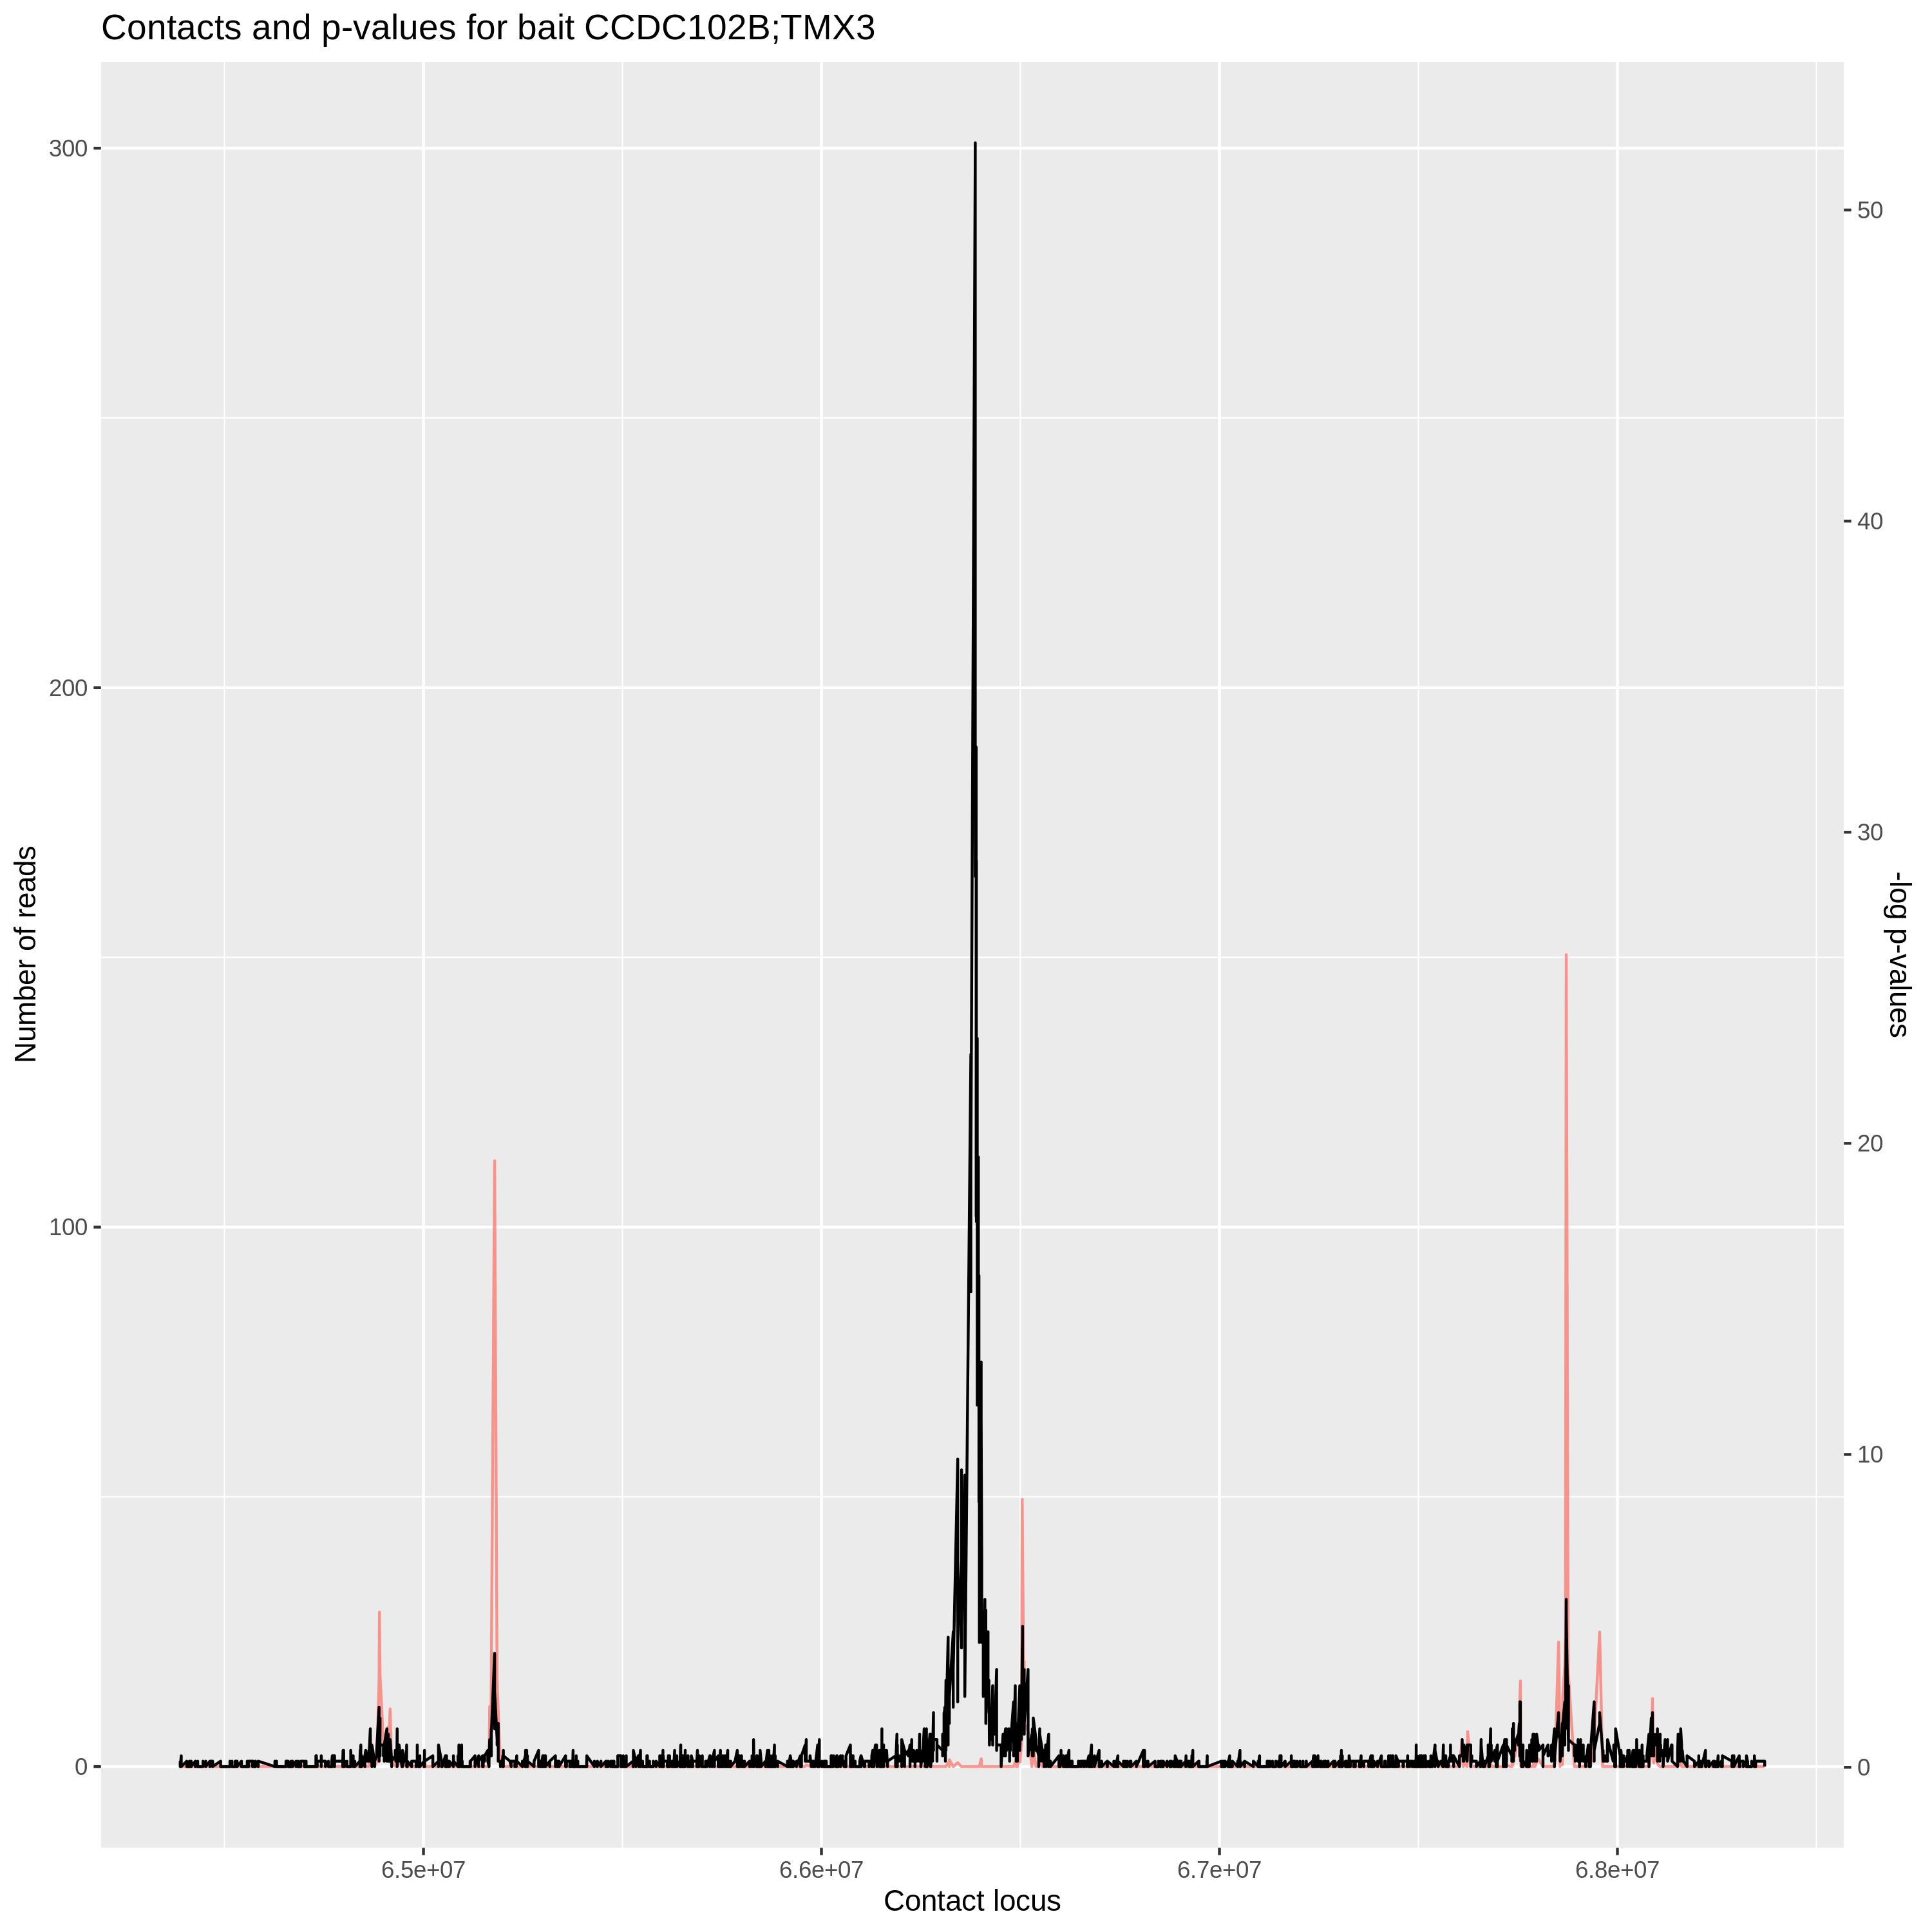 Contacts and p-values for bait CCDC102B;TMX3
Number of reads
300
200
100
0
50
40
30
20
10
0
-log p-values
6.5e+07
6.6e+07
6.7e+07
6.8e+07
Contact locus